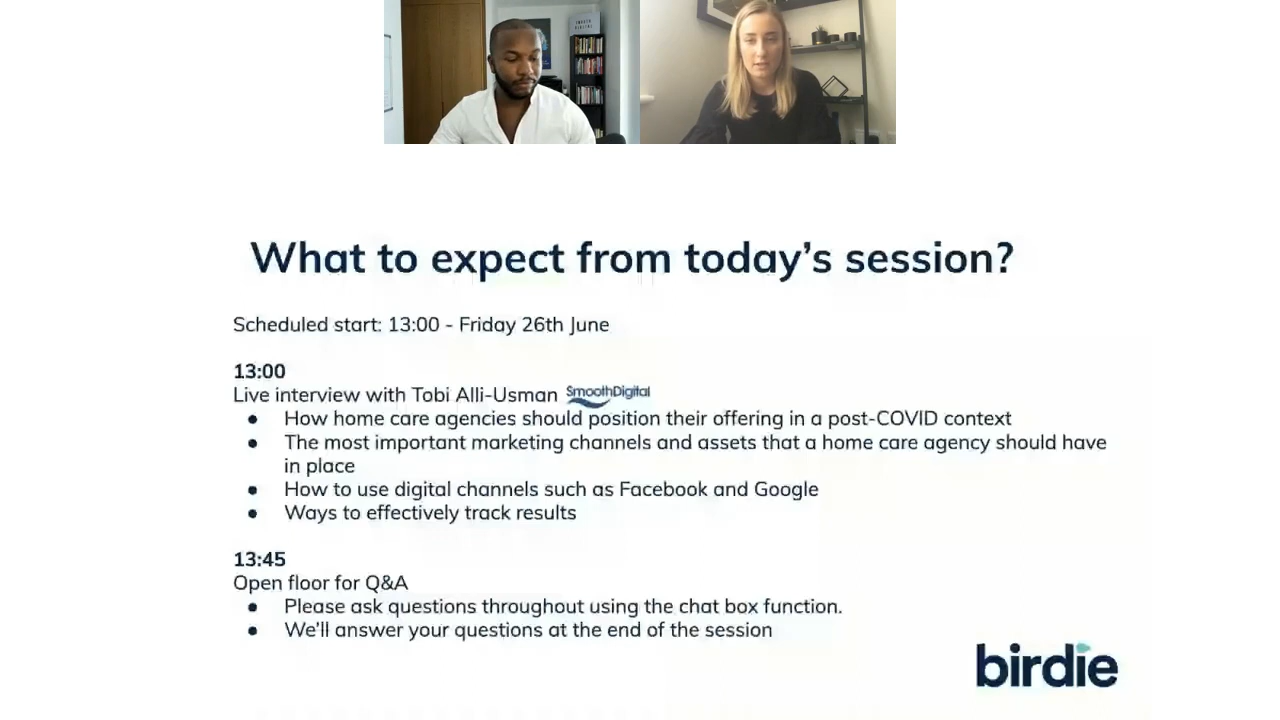 What to expect from today's session?
Scheduled start: 13:00 - Friday 26th June
13:00
Live interview with Tobi Alli-Usman SmoothDigital
● How home care agencies should position their offering in a post-COVID context
● The most important marketing channels and assets that a home care agency should have
in place
● How to use digital channels such as Facebook and Google
● Ways to effectively track results
13:45
Open floor for Q&A
● Please ask questions throughout using the chat box function.
● We'll answer your questions at the end of the session
birdie